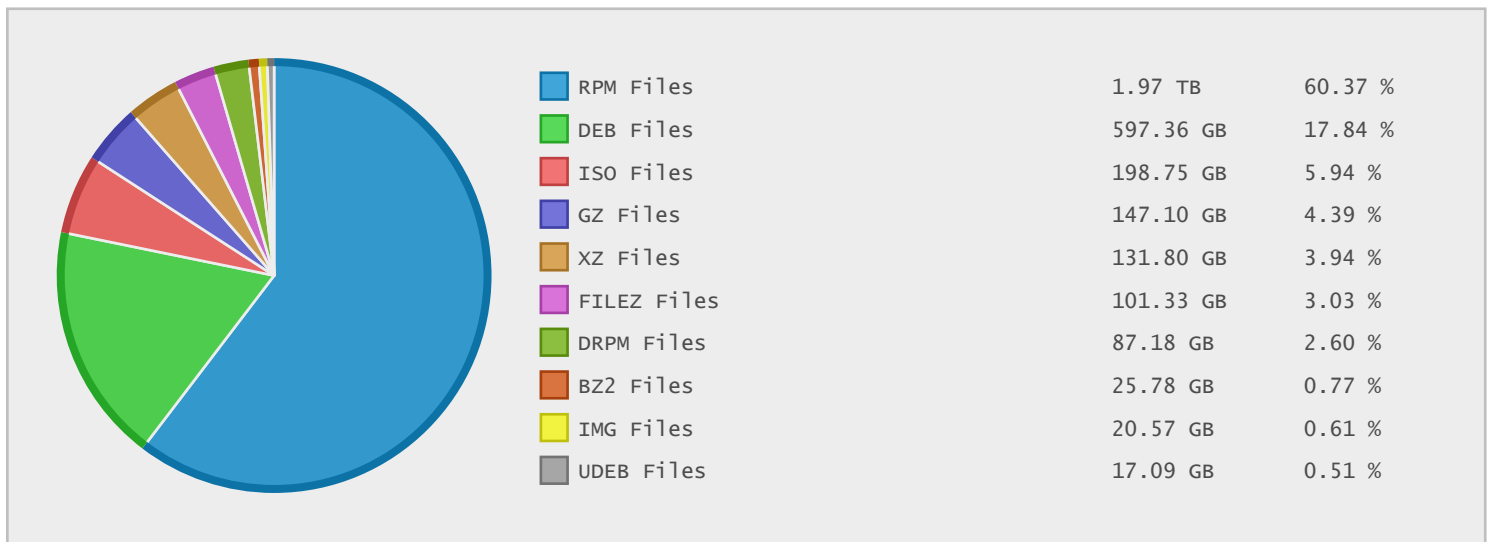 RPM Files 1.97 TB 60.37 %
DEB Files 597.36 GB 17.84 %
ISO Files 198.75 GB 5.94 %
GZ Files 147.10 GB 4.39 %
XZ Files 131.80 GB 3.94 %
FILEZ Files 101.33 GB 3.03 %
DRPM Files 87.18 GB 2.60 %
BZ2 Files 25.78 GB 0.77 %
IMG Files 20.57 GB 0.61 %
UDEB Files 17.09 GB 0.51 %